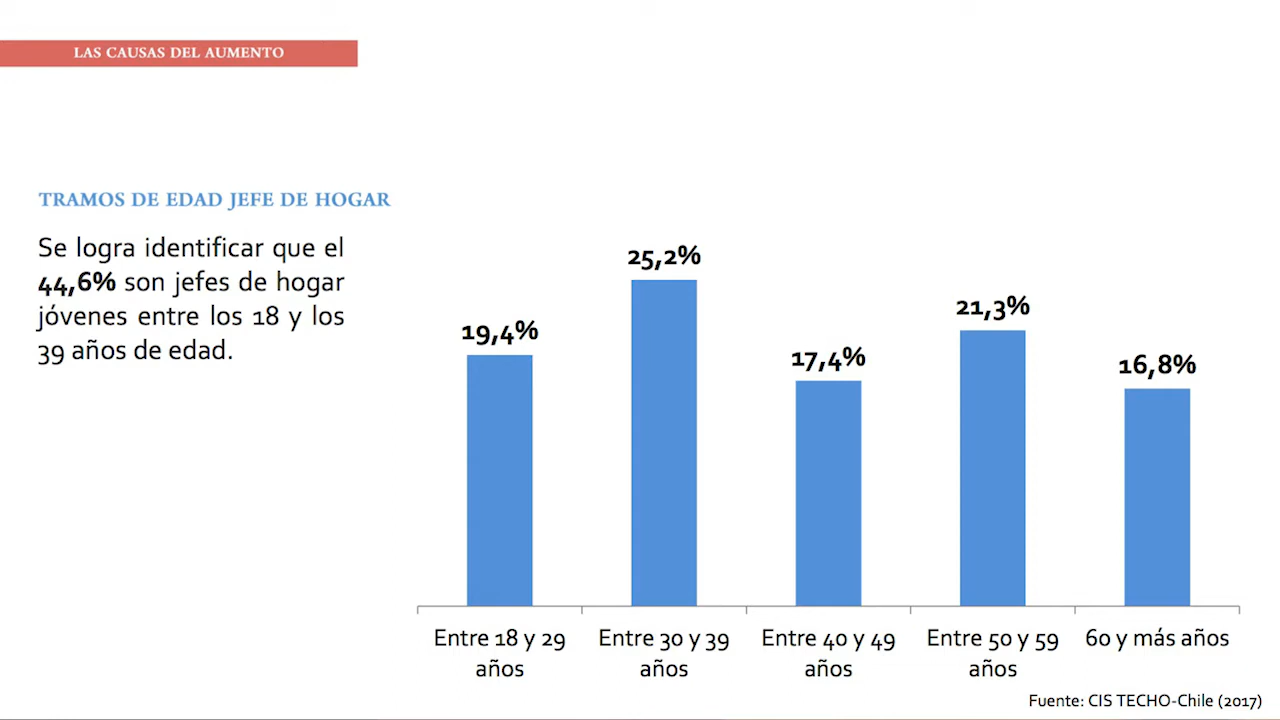 LAS CAUSAS DEL AUMENTO
TRAMOS DE EDAD JEFE DE HOGAR
Se logra identificar que el
44,6% son jefes de hogar
jóvenes entre los 18 y los
39 años de edad.
19,4%
25,2%
17,4%
21,3%
16,8%
Entre 18 y 29
años
Entre 30 y 39
años
Entre 40 y 49
años
Entre 50 y 59
años
60 y más años
Fuente: CIS TECHO-Chile (2017)